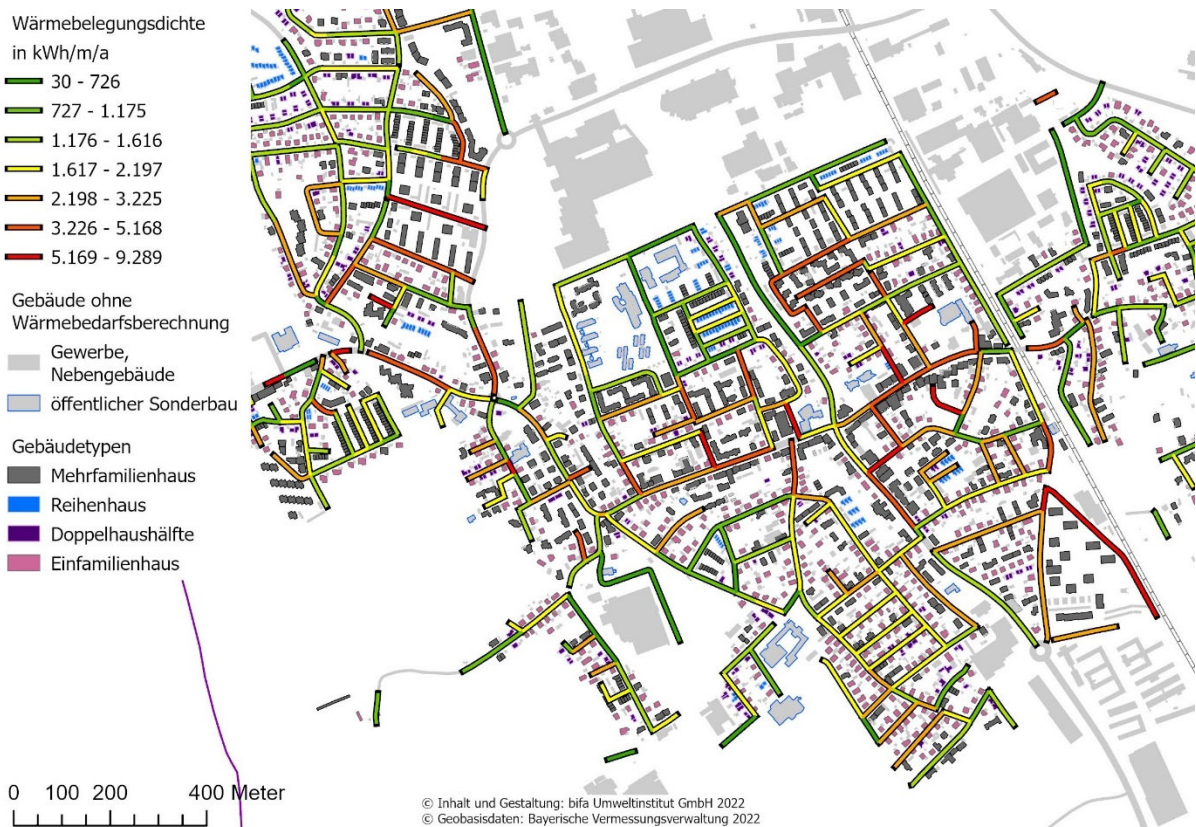 Wärmebelegungsdichte
in kWh/m/a
30 - 726
727 - 1.175
1.176 - 1.616
1.617 - 2.197
2.198 - 3.225
3.226 - 5.168
5.169 - 9.289
Gebäude ohne
Wärmebedarfsberechnung
Gewerbe,
Nebengebäude
öffentlicher Sonderbau
Gebäudetypen
Mehrfamilienhaus
Reihenhaus
Doppelhaushälfte
Einfamilienhaus
0 100 200 400 Meter
© Inhalt und Gestaltung: bifa Umweltinstitut GmbH 2022
© Geobasisdaten: Bayerische Vermessungsverwaltung 2022